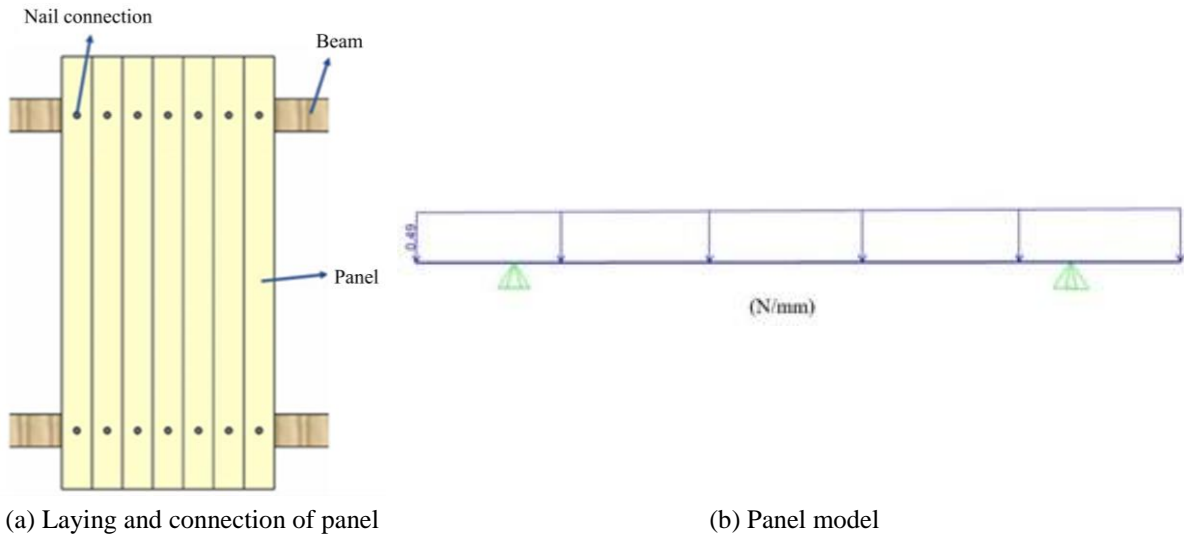 Nail connection
Beam
Panel
0.49
(N/mm)
(a) Laying and connection of panel
(b) Panel model